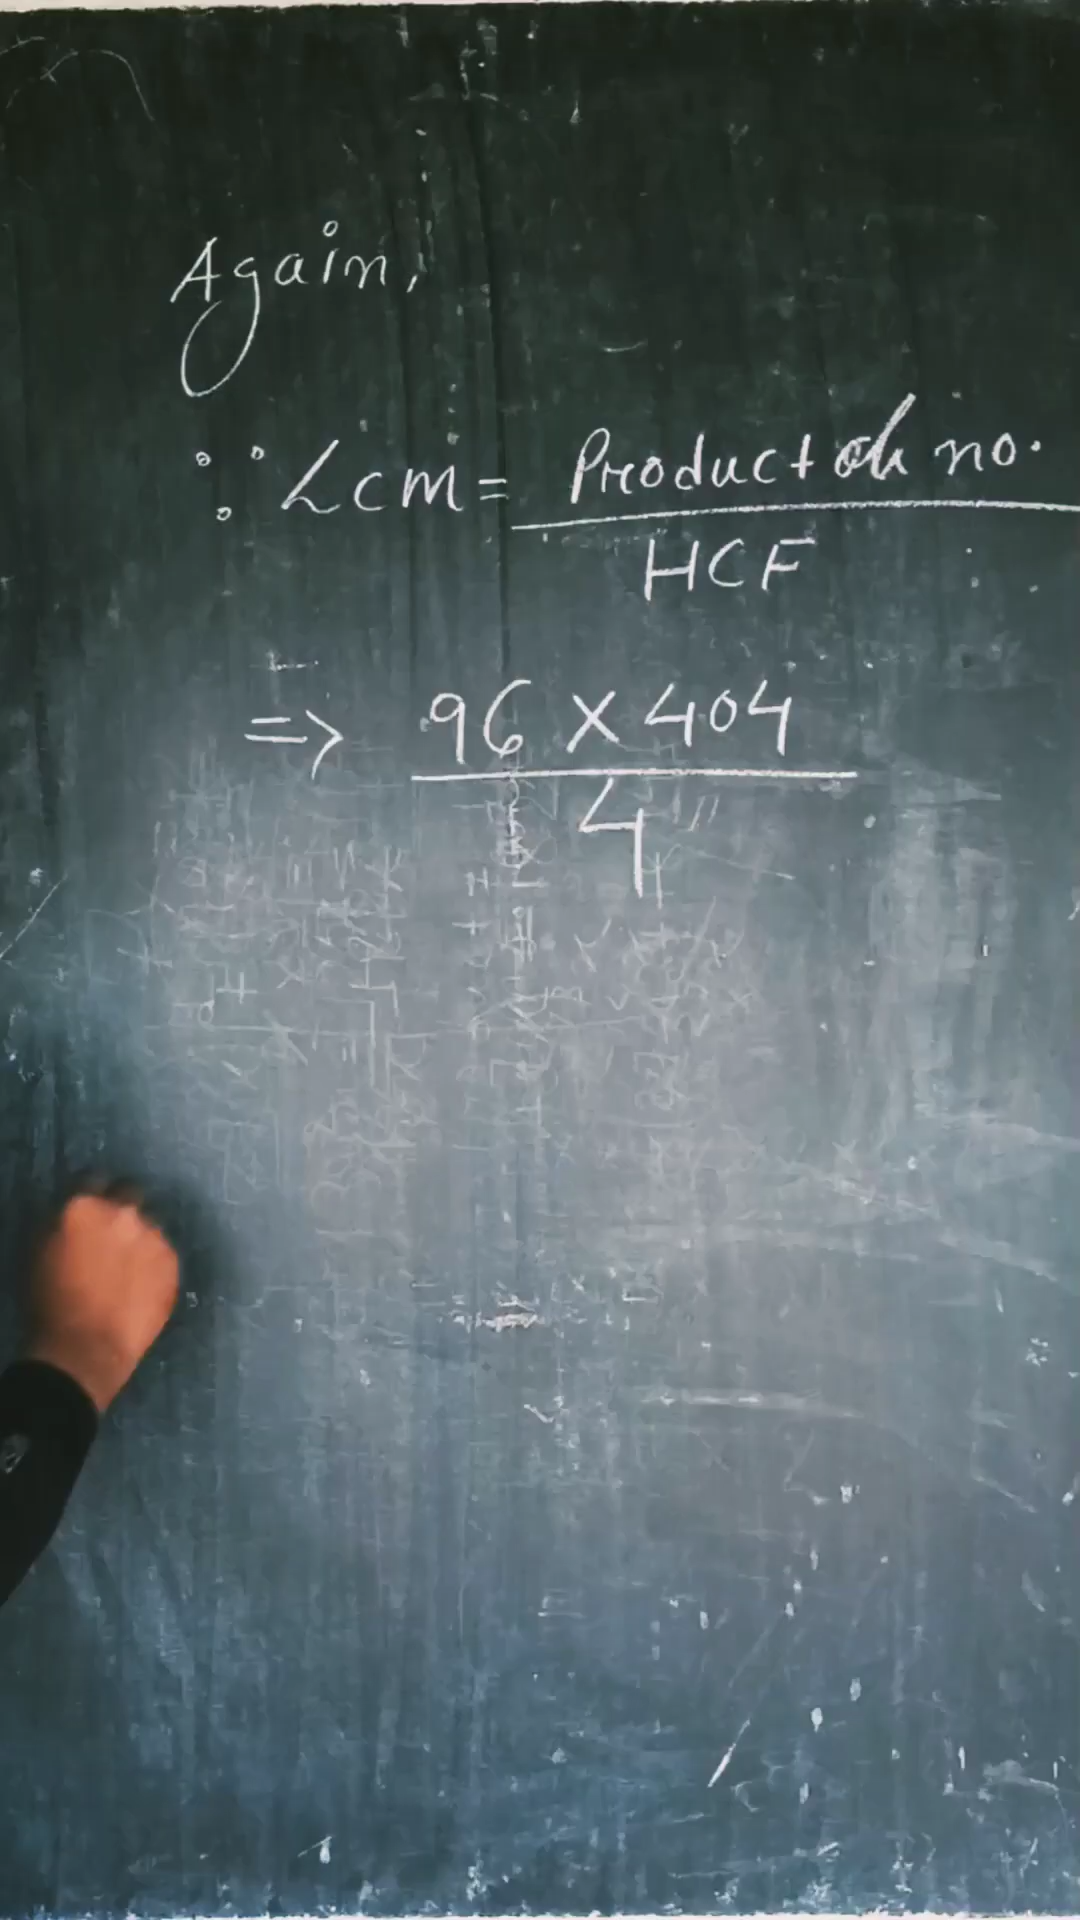 Again,
∵ Lcm = Product of no.
HCF
=> 96 × 404
4